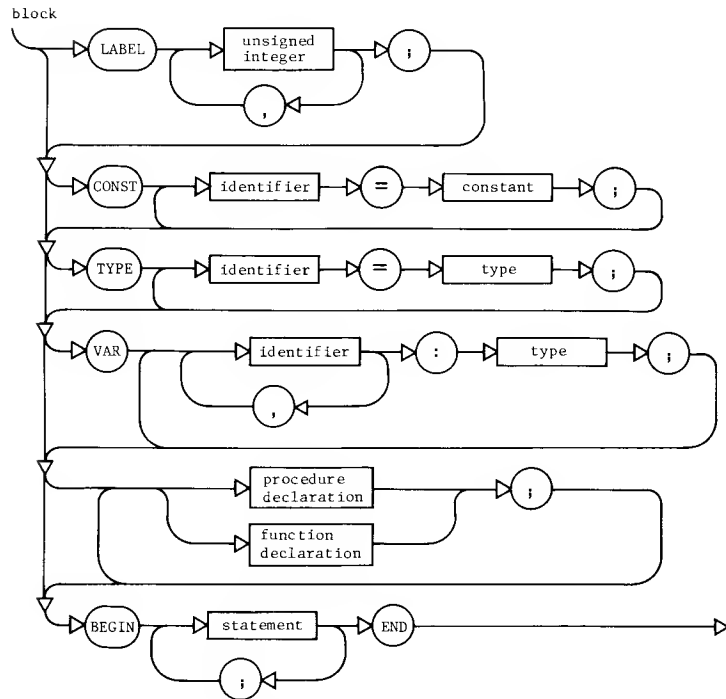 block
LABEL unsigned integer ;
,
CONST identifier = constant ;
TYPE identifier = type ;
VAR identifier : type ;
,
procedure declaration ;
function declaration
BEGIN statement END
;